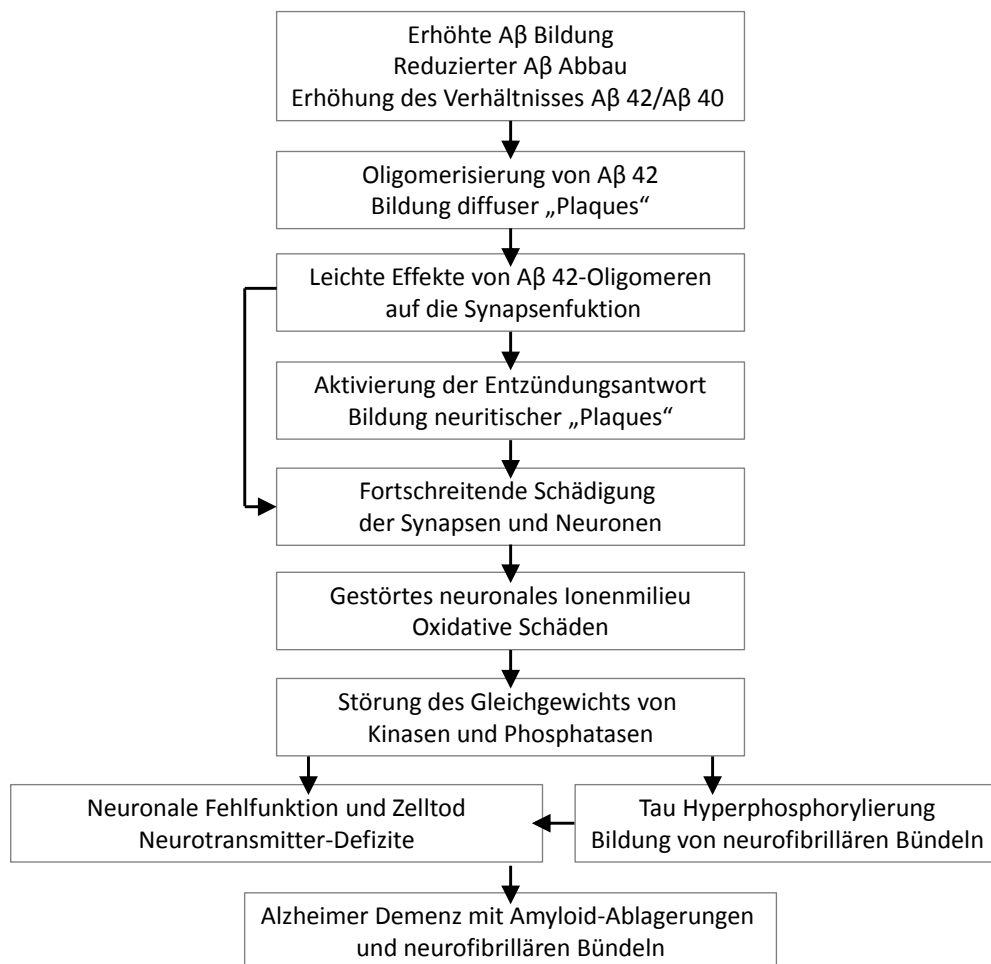 Erhöhte Aβ Bildung
Reduzierter Aβ Abbau
Erhöhung des Verhältnisses Aβ 42/Aβ 40
Oligomerisierung von Aβ 42
Bildung diffuser „Plaques“
Leichte Effekte von Aβ 42-Oligomeren
auf die Synapsenfuktion
Aktivierung der Entzündungsantwort
Bildung neuritischer „Plaques“
Fortschreitende Schädigung
der Synapsen und Neuronen
Gestörtes neuronales Ionenmilieu
Oxidative Schäden
Störung des Gleichgewichts von
Kinasen und Phosphatasen
Neuronale Fehlfunktion und Zelltod
Neurotransmitter-Defizite
Tau Hyperphosphorylierung
Bildung von neurofibrillären Bündeln
Alzheimer Demenz mit Amyloid-Ablagerungen
und neurofibrillären Bündeln